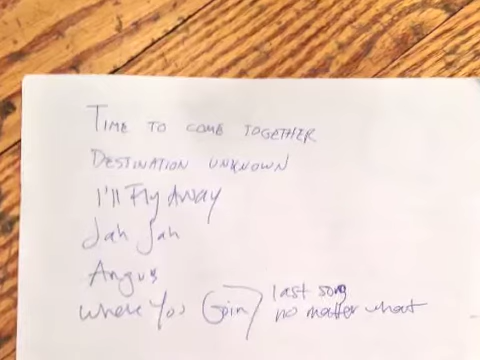 TIME TO COME TOGETHER
DESTINATION UNKNOWN
I'll Fly Away
Jah Jah
Angus
Where You Goin
last song
no matter what